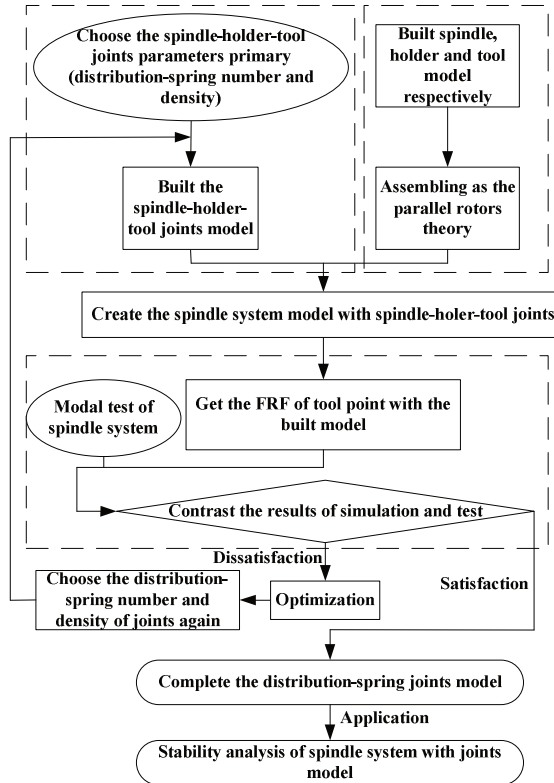 Choose the spindle-holder-tool
joints parameters primary
(distribution-spring number and
density)
Built spindle,
holder and tool
model
respectively
Built the
spindle-holder-
tool joints model
Assembling as the
parallel rotors
theory
Create the spindle system model with spindle-holer-tool joints
Modal test of
spindle system
Get the FRF of tool point with the
built model
Contrast the results of simulation and test
Dissatisfaction
Satisfaction
Choose the distribution-
spring number and
density of joints again
Optimization
Complete the distribution-spring joints model
Application
Stability analysis of spindle system with joints
model